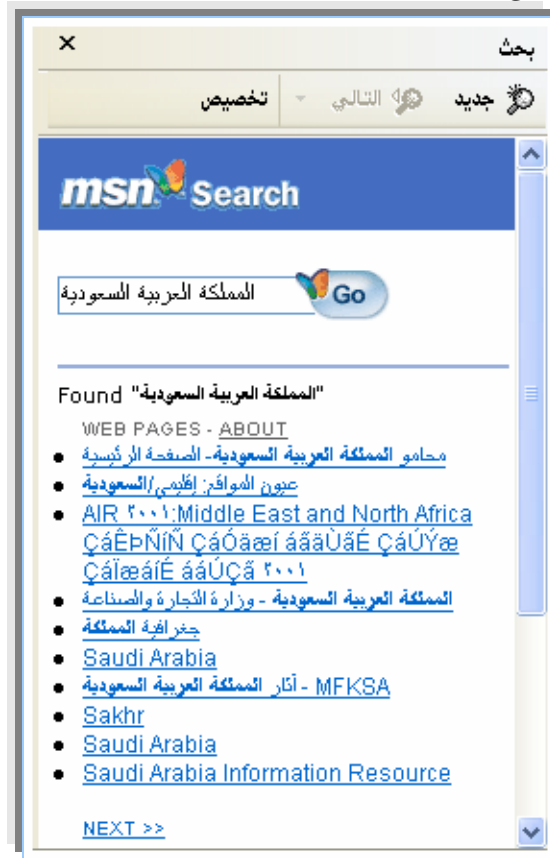 بحث
جديد التالي تخصيص
msn Search
المملكة العربية السعودية Go
Found "المملكة العربية السعودية"
WEB PAGES - ABOUT
محامو المملكة العربية السعودية- الصفحة الرئيسية
عيون المواقع: إقليمي/السعودية
AIR ٢٠٠١:Middle East and North Africa
ÇáÊÞÑíÑ ÇáÓäæí áãäÙãÉ ÇáÚÝæ
ÇáÏæáíÉ ááÚÇã ٢٠٠١
المملكة العربية السعودية - وزارة التجارة والصناعة
جغرافية المملكة
Saudi Arabia
MFKSA - آثار المملكة العربية السعودية
Sakhr
Saudi Arabia
Saudi Arabia Information Resource
NEXT >>